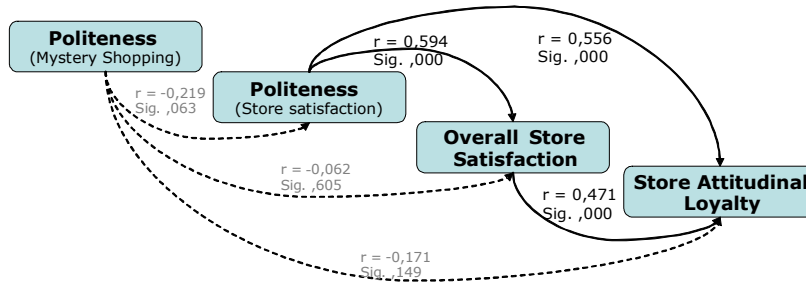 Politeness
(Mystery Shopping)
r = 0,594
Sig. ,000
r = 0,556
Sig. ,000
Politeness
(Store satisfaction)
r = -0,219
Sig. ,063
Overall Store
Satisfaction
r = -0,062
Sig. ,605
Store Attitudinal
Loyalty
r = 0,471
Sig. ,000
r = -0,171
Sig. ,149